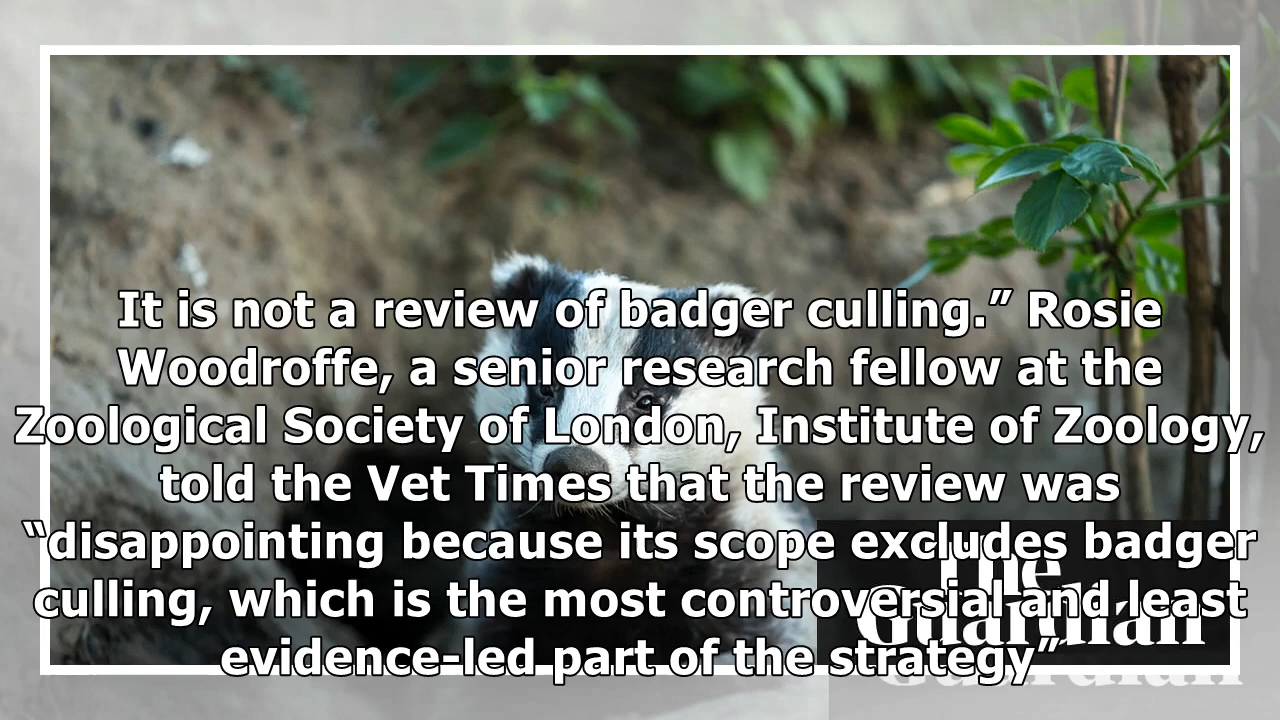 It is not a review of badger culling.” Rosie
Woodroffe, a senior research fellow at the
Zoological Society of London, Institute of Zoology,
told the Vet Times that the review was
“disappointing because its scope excludes badger
culling, which is the most controversial and least
evidence-led part of the strategy”
The
Guardian